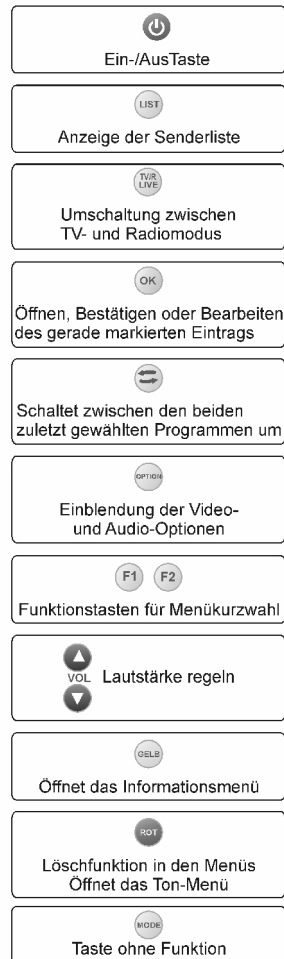 Ein-/AusTaste
LIST
Anzeige der Senderliste
TV/R
LIVE
Umschaltung zwischen
TV- und Radiomodus
OK
Öffnen, Bestätigen oder Bearbeiten
des gerade markierten Eintrags
Schaltet zwischen den beiden
zuletzt gewählten Programmen um
OPTION
Einblendung der Video-
und Audio-Optionen
F1 F2
Funktionstasten für Menükurzwahl
VOL Lautstärke regeln
GELB
Öffnet das Informationsmenü
ROT
Löschfunktion in den Menüs
Öffnet das Ton-Menü
MODE
Taste ohne Funktion